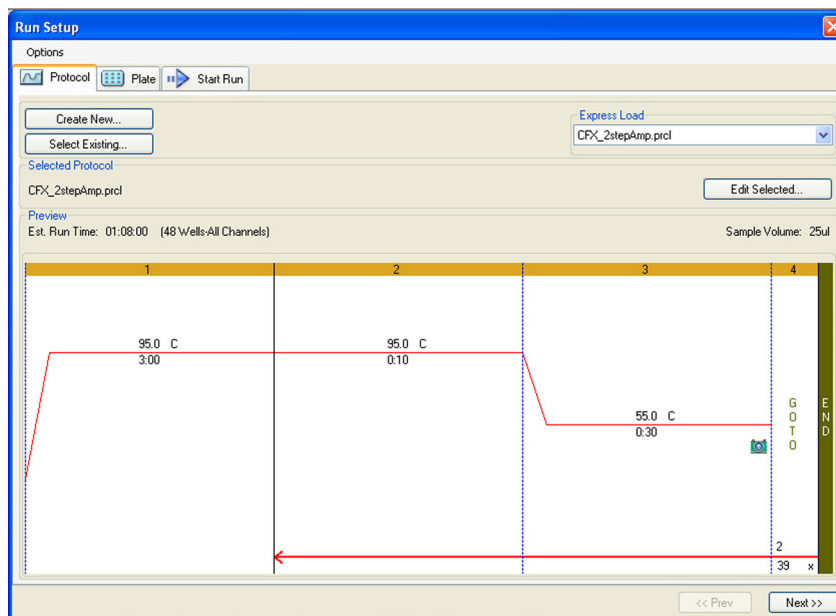 Run Setup
Options
Protocol Plate Start Run
Create New...
Express Load
CFX_2stepAmp.prcl
Select Existing...
Selected Protocol
CFX_2stepAmp.prcl
Edit Selected...
Preview
Est. Run Time: 01:08:00 (48 Wells-All Channels) Sample Volume: 25ul
1 2 3 4
95.0 C 95.0 C
3:00 0:10
55.0 C
0:30
GOTO
END
2
39 x
<< Prev Next >>